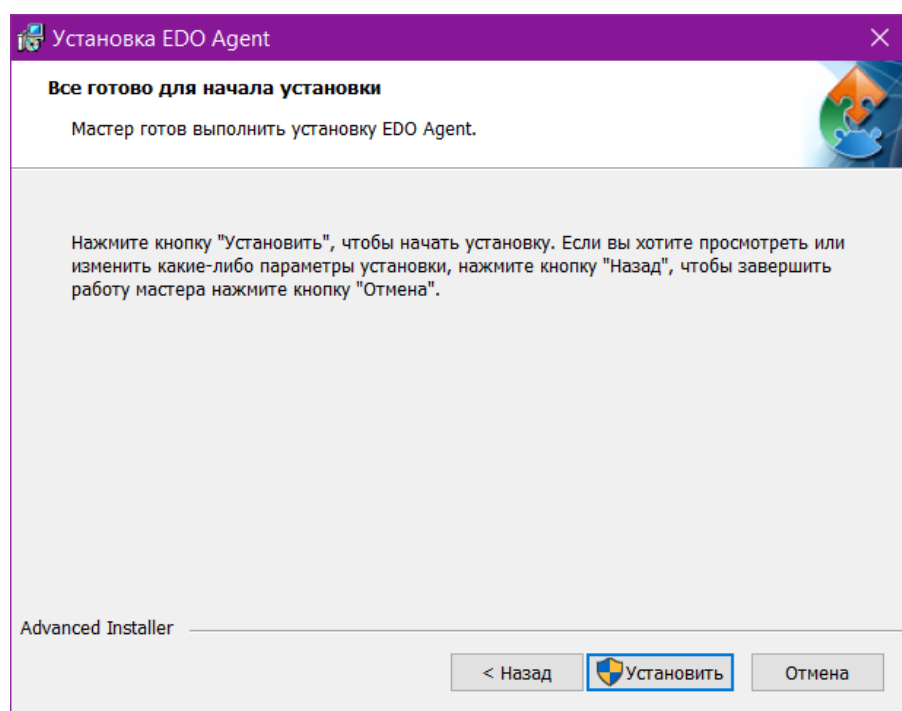 Установка EDO Agent
Все готово для начала установки
Мастер готов выполнить установку EDO Agent.
Нажмите кнопку "Установить", чтобы начать установку. Если вы хотите просмотреть или
изменить какие-либо параметры установки, нажмите кнопку "Назад", чтобы завершить
работу мастера нажмите кнопку "Отмена".
Advanced Installer
< Назад
Установить
Отмена